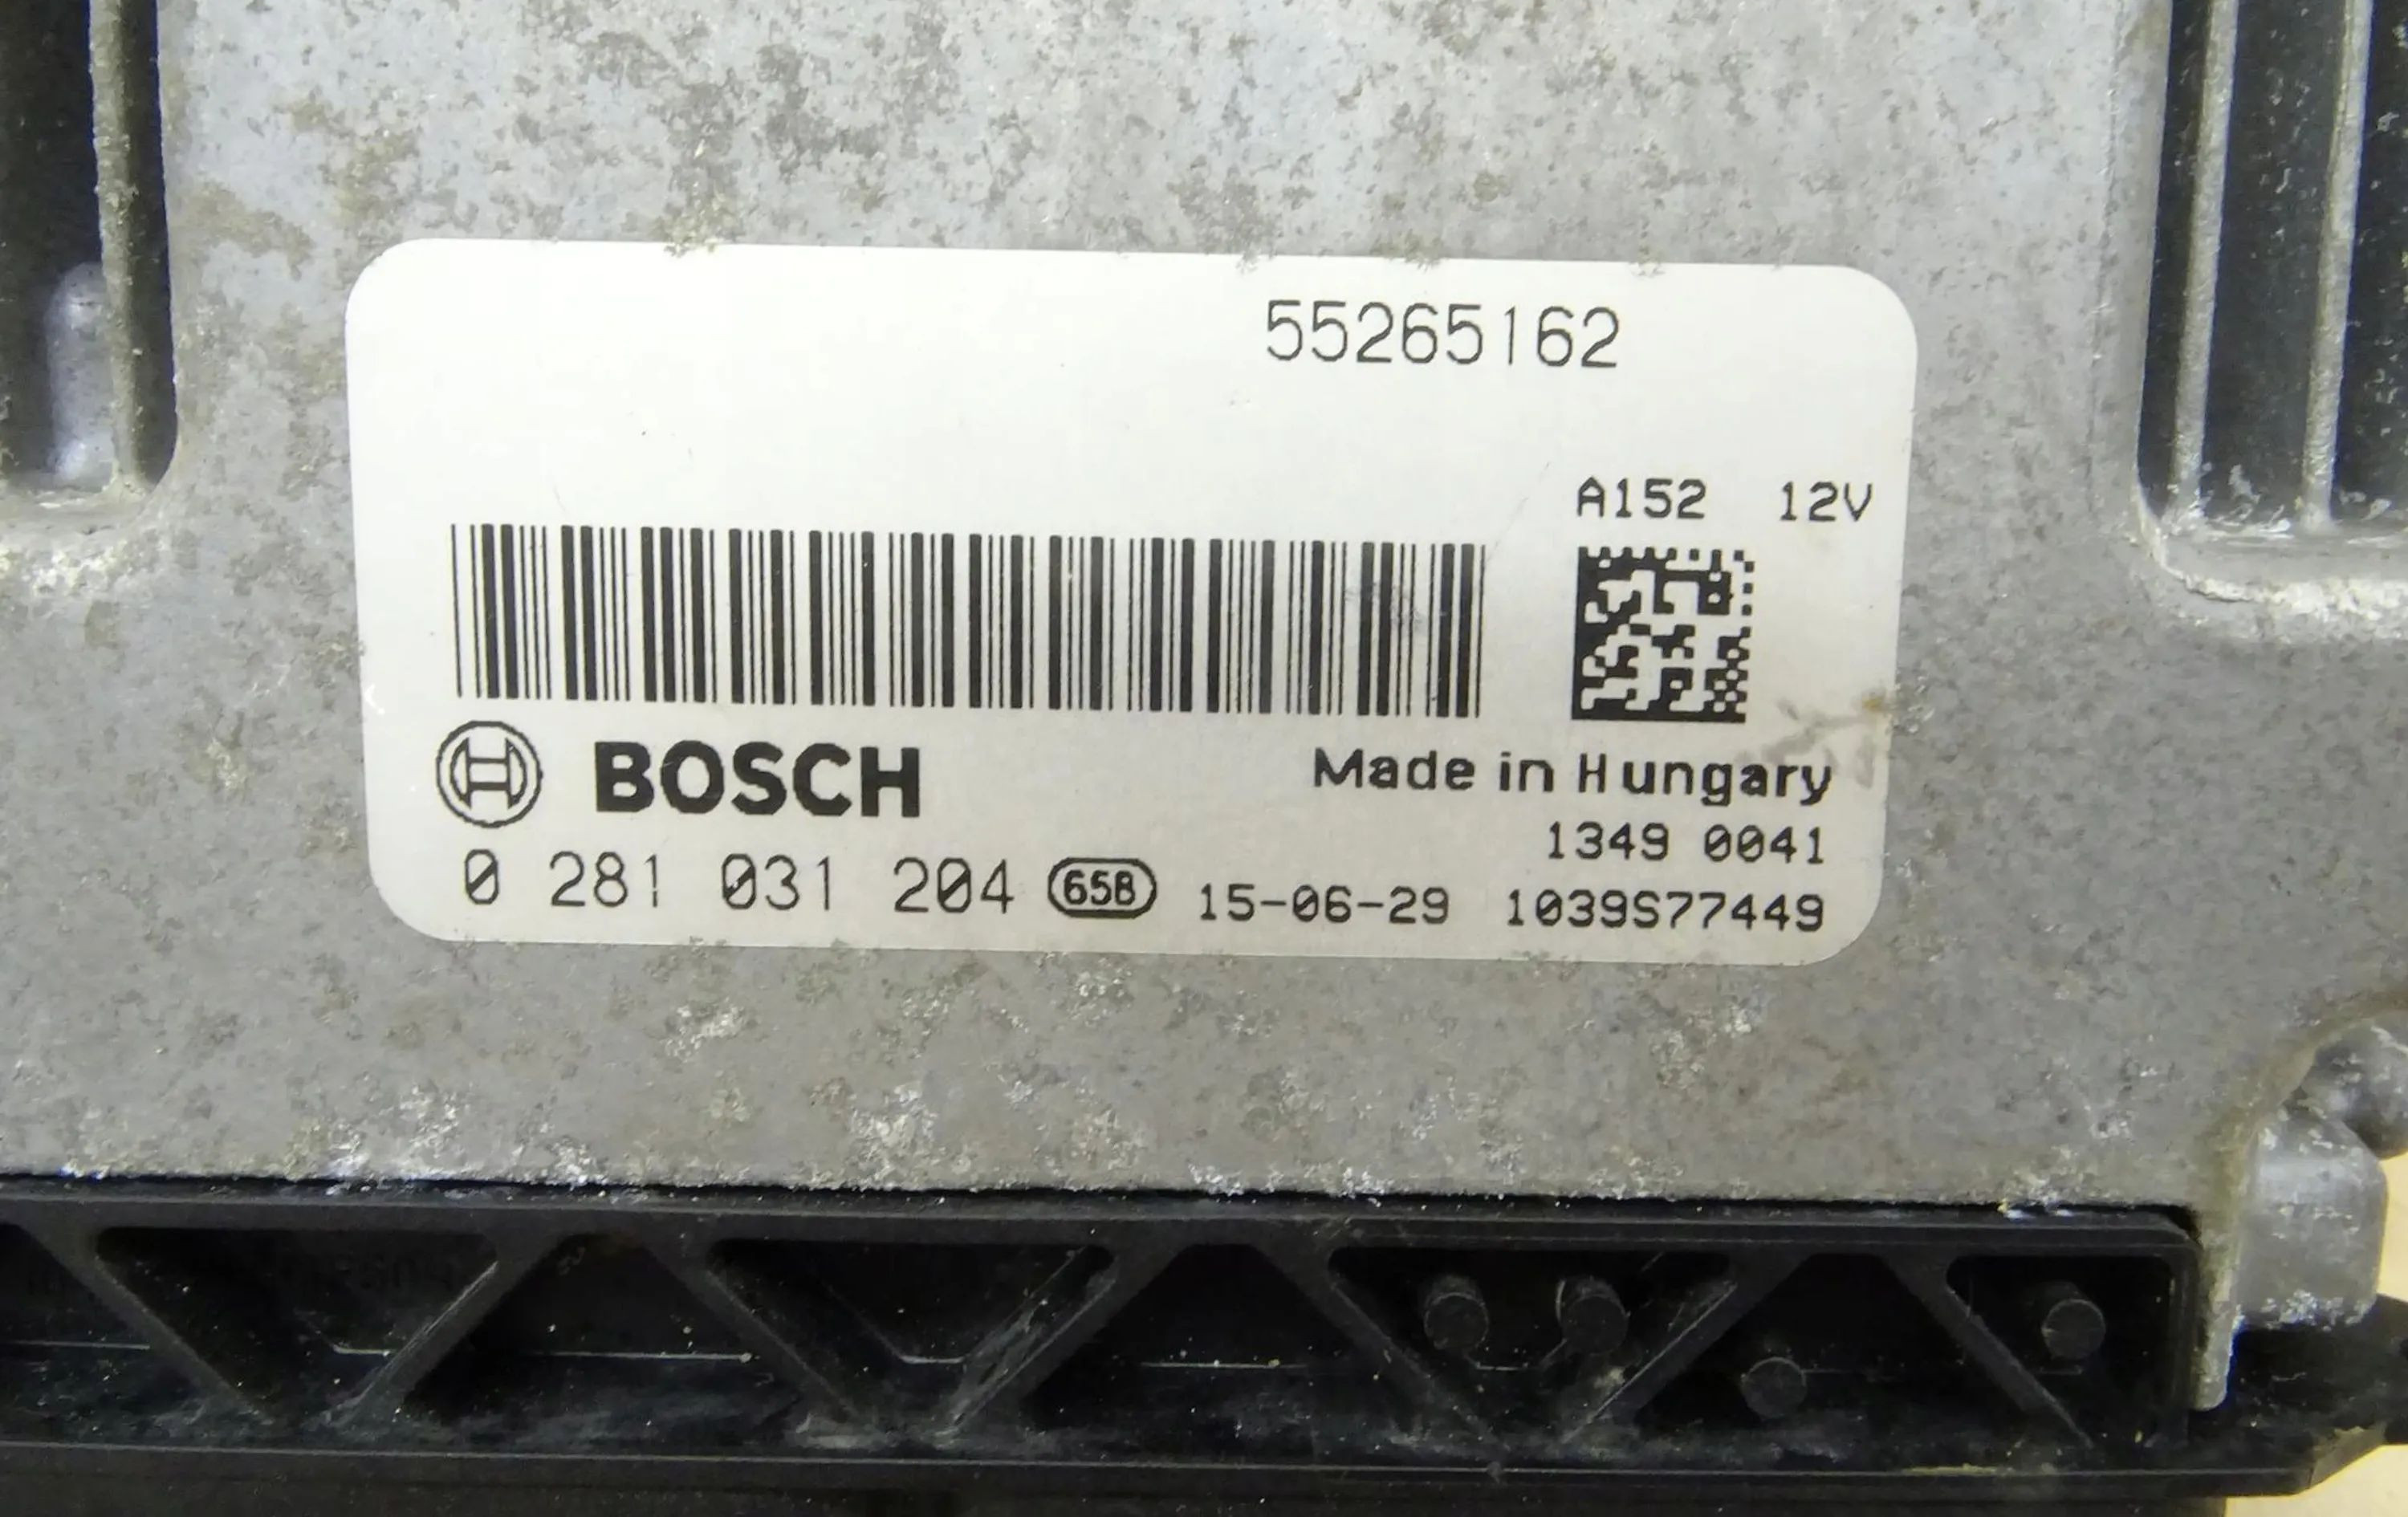 55265162
A152 12V
BOSCH
Made in Hungary
1349 0041
0 281 031 204 65B 15-06-29 1039S77449